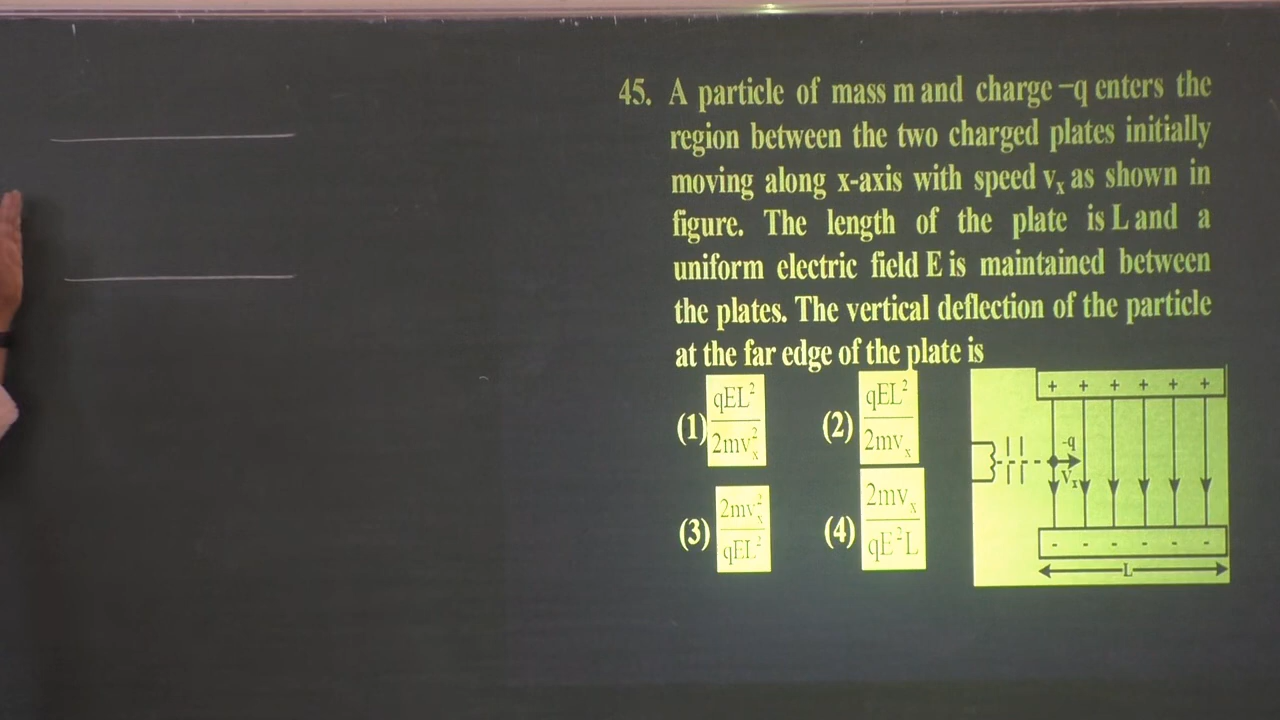 45. A particle of mass m and charge −q enters the
region between the two charged plates initially
moving along x-axis with speed vₓ as shown in
figure. The length of the plate is L and a
uniform electric field E is maintained between
the plates. The vertical deflection of the particle
at the far edge of the plate is
(1) qEL²/2mvₓ² (2) qEL²/2mvₓ
(3) 2mvₓ²/qEL² (4) 2mvₓ/qE²L
+ + + + + +
-q
vₓ
- - - - - -
L